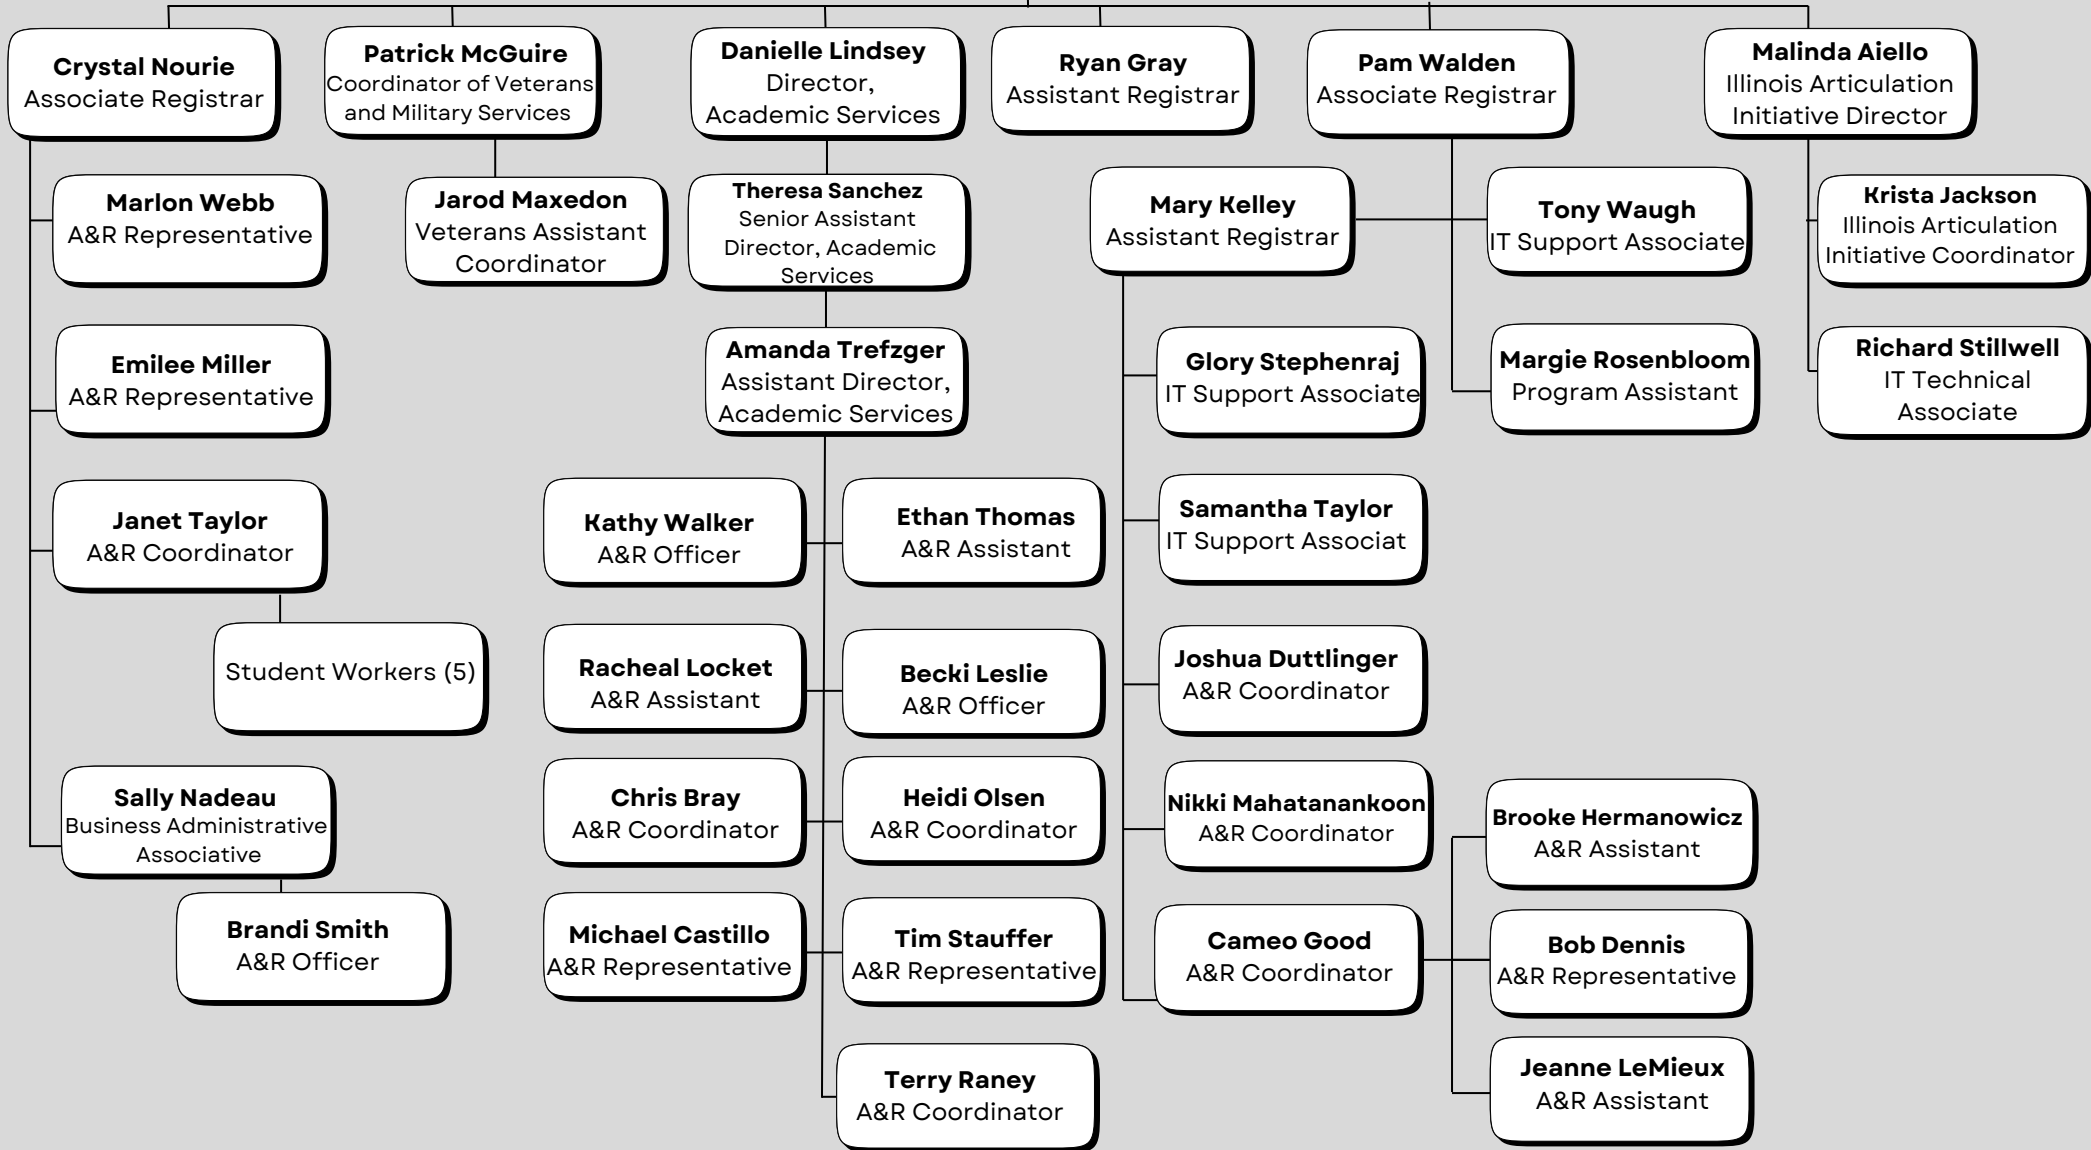 Crystal Nourie
Associate Registrar
Patrick McGuire
Coordinator of Veterans
and Military Services
Danielle Lindsey
Director,
Academic Services
Ryan Gray
Assistant Registrar
Pam Walden
Associate Registrar
Malinda Aiello
Illinois Articulation
Initiative Director
Marlon Webb
A&R Representative
Jarod Maxedon
Veterans Assistant
Coordinator
Theresa Sanchez
Senior Assistant
Director, Academic
Services
Mary Kelley
Assistant Registrar
Tony Waugh
IT Support Associate
Krista Jackson
Illinois Articulation
Initiative Coordinator
Emilee Miller
A&R Representative
Amanda Trefzger
Assistant Director,
Academic Services
Glory Stephenraj
IT Support Associate
Margie Rosenbloom
Program Assistant
Richard Stillwell
IT Technical
Associate
Janet Taylor
A&R Coordinator
Kathy Walker
A&R Officer
Ethan Thomas
A&R Assistant
Samantha Taylor
IT Support Associat
Student Workers (5)
Racheal Locket
A&R Assistant
Becki Leslie
A&R Officer
Joshua Duttlinger
A&R Coordinator
Sally Nadeau
Business Administrative
Associative
Chris Bray
A&R Coordinator
Heidi Olsen
A&R Coordinator
Nikki Mahatanankoon
A&R Coordinator
Brooke Hermanowicz
A&R Assistant
Brandi Smith
A&R Officer
Michael Castillo
A&R Representative
Tim Stauffer
A&R Representative
Cameo Good
A&R Coordinator
Bob Dennis
A&R Representative
Terry Raney
A&R Coordinator
Jeanne LeMieux
A&R Assistant